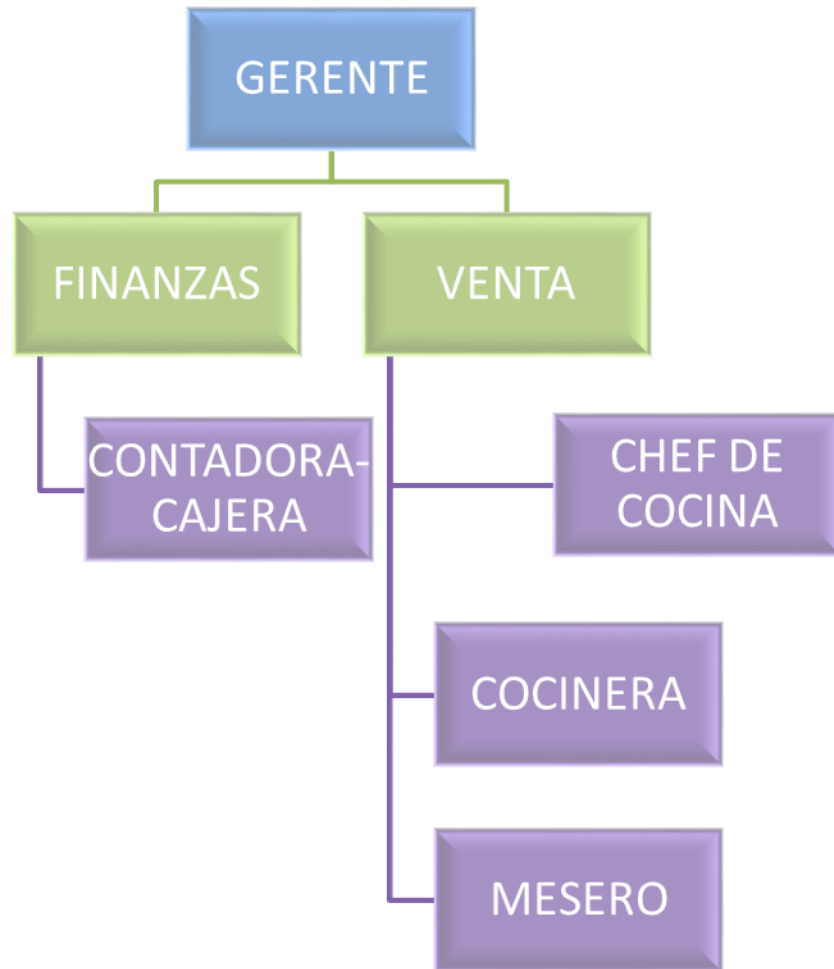 GERENTE
FINANZAS
VENTA
CONTADORA-
CAJERA
CHEF DE
COCINA
COCINERA
MESERO